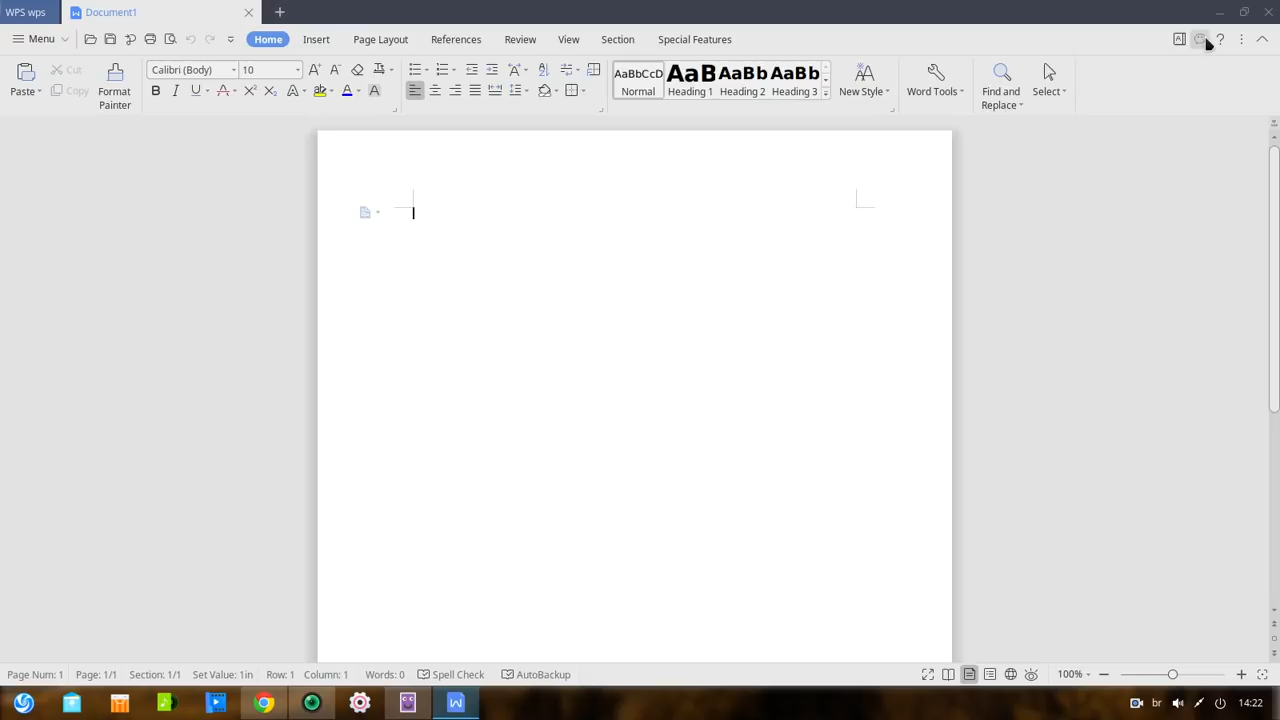 WPS wps Document1
Menu Home Insert Page Layout References Review View Section Special Features
Paste Cut Copy Format Painter Calibri (Body) 10
AaBbCcD AaB AaBb AaBb
Normal Heading 1 Heading 2 Heading 3 New Style Word Tools Find and Replace Select
Page Num: 1 Page: 1/1 Section: 1/1 Set Value: 1in Row: 1 Column: 1 Words: 0 Spell Check AutoBackup 100%
br 14:22